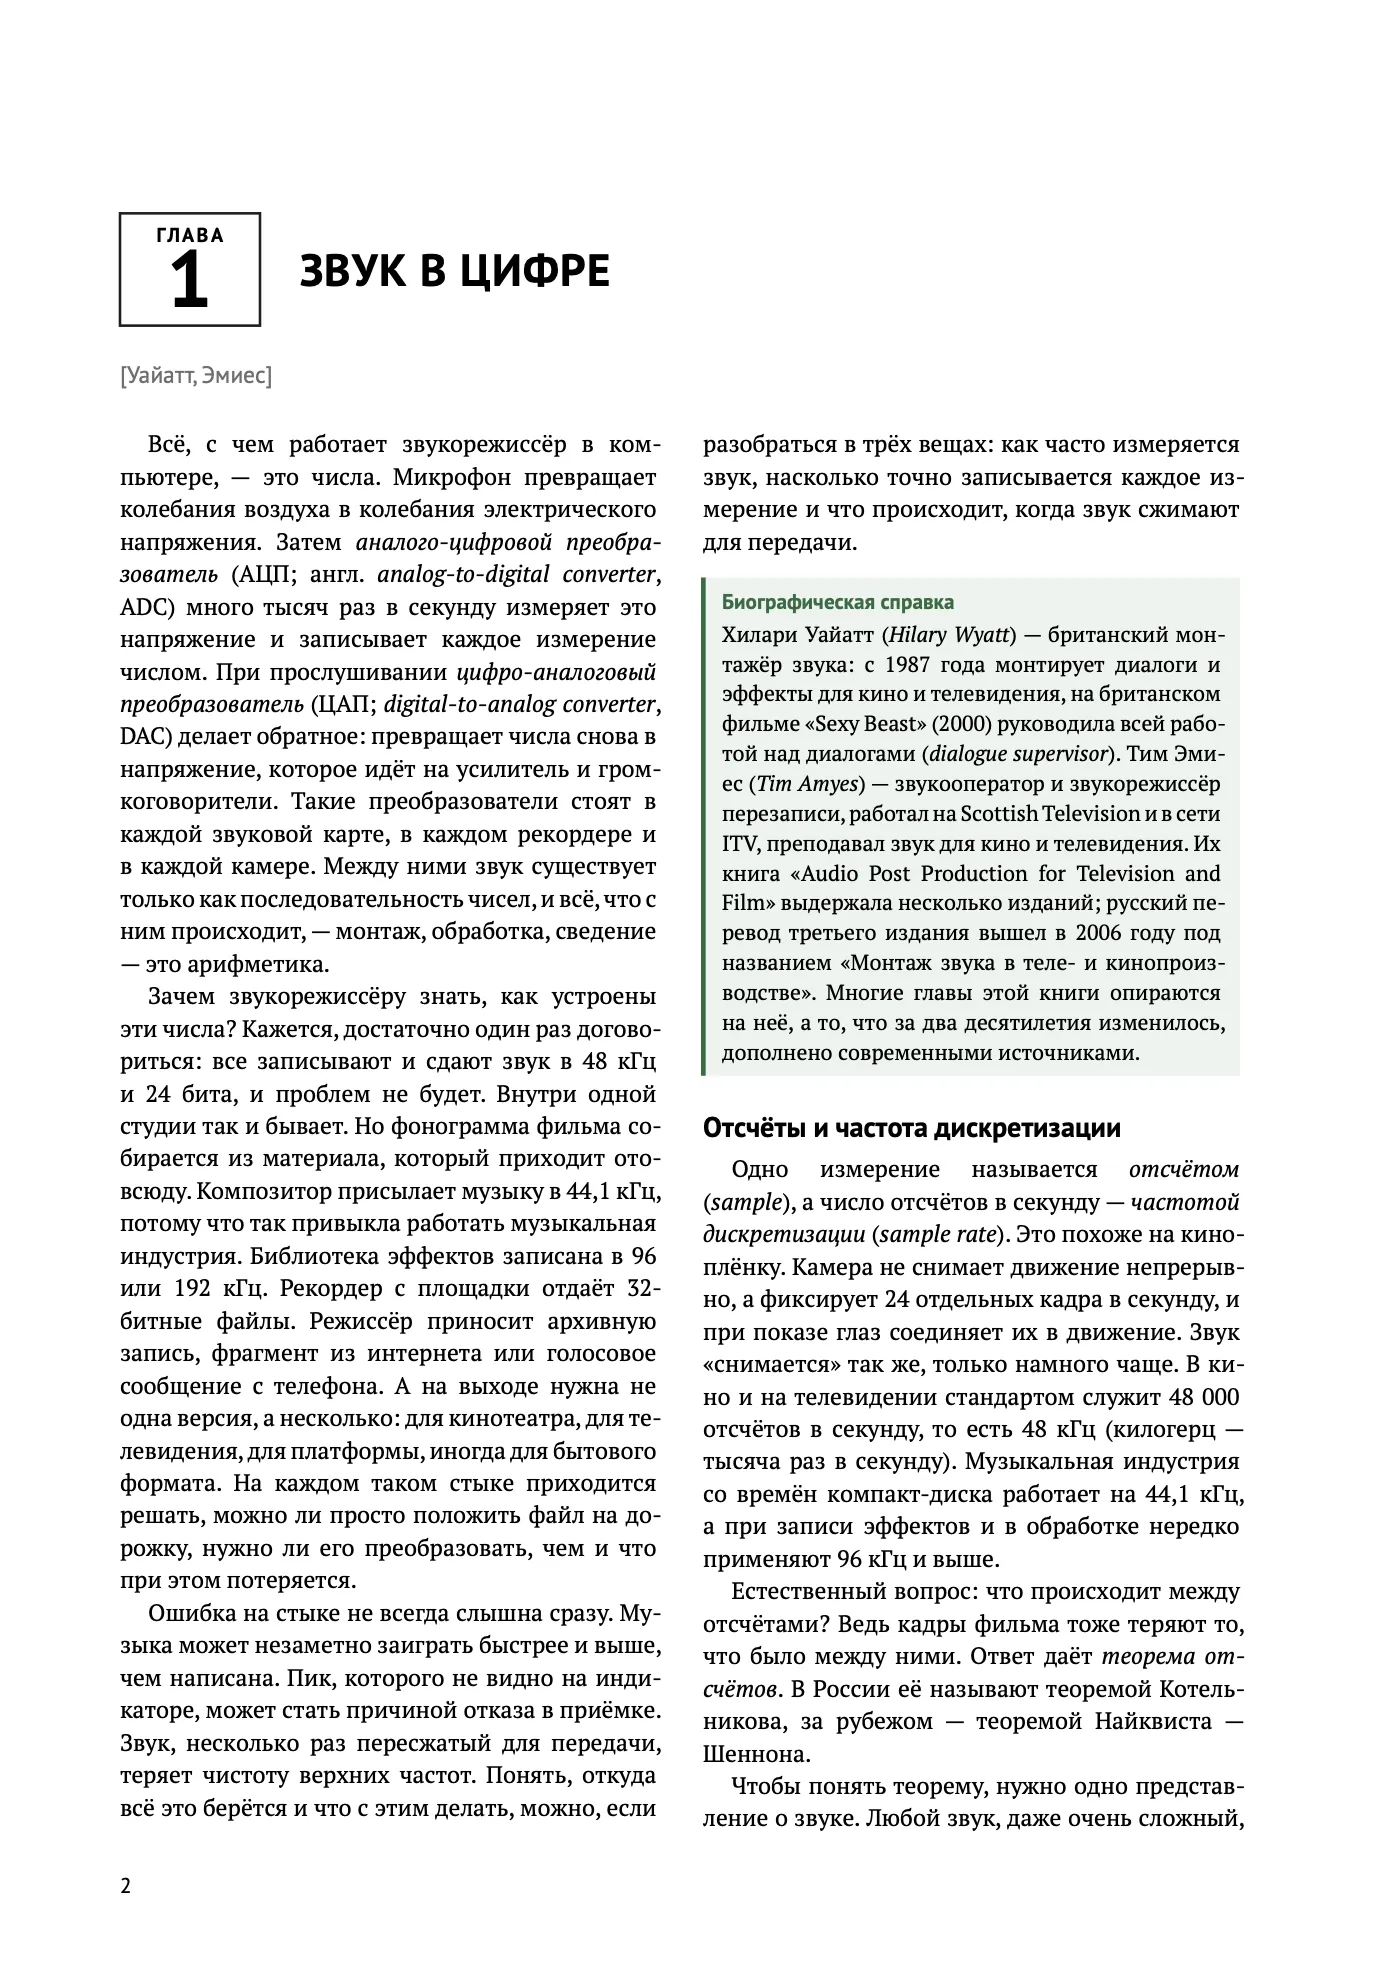 ГЛАВА
1
ЗВУК В ЦИФРЕ
[Уайатт, Эмиес]
Всё, с чем работает звукорежиссёр в ком-
пьютере, — это числа. Микрофон превращает
колебания воздуха в колебания электрического
напряжения. Затем аналого-цифровой преобра-
зователь (АЦП; англ. analog-to-digital converter,
ADC) много тысяч раз в секунду измеряет это
напряжение и записывает каждое измерение
числом. При прослушивании цифро-аналоговый
преобразователь (ЦАП; digital-to-analog converter,
DAC) делает обратное: превращает числа снова в
напряжение, которое идёт на усилитель и гром-
коговорители. Такие преобразователи стоят в
каждой звуковой карте, в каждом рекордере и
в каждой камере. Между ними звук существует
только как последовательность чисел, и всё, что с
ним происходит, — монтаж, обработка, сведение
— это арифметика.
Зачем звукорежиссёру знать, как устроены
эти числа? Кажется, достаточно один раз догово-
риться: все записывают и сдают звук в 48 кГц
и 24 бита, и проблем не будет. Внутри одной
студии так и бывает. Но фонограмма фильма со-
бирается из материала, который приходит ото-
всюду. Композитор присылает музыку в 44,1 кГц,
потому что так привыкла работать музыкальная
индустрия. Библиотека эффектов записана в 96
или 192 кГц. Рекордер с площадки отдаёт 32-
битные файлы. Режиссёр приносит архивную
запись, фрагмент из интернета или голосовое
сообщение с телефона. А на выходе нужна не
одна версия, а несколько: для кинотеатра, для те-
левидения, для платформы, иногда для бытового
формата. На каждом таком стыке приходится
решать, можно ли просто положить файл на до-
рожку, нужно ли его преобразовать, чем и что
при этом потеряется.
Ошибка на стыке не всегда слышна сразу. Му-
зыка может незаметно заиграть быстрее и выше,
чем написана. Пик, которого не видно на инди-
каторе, может стать причиной отказа в приёмке.
Звук, несколько раз пересжатый для передачи,
теряет чистоту верхних частот. Понять, откуда
всё это берётся и что с этим делать, можно, если
разобраться в трёх вещах: как часто измеряется
звук, насколько точно записывается каждое из-
мерение и что происходит, когда звук сжимают
для передачи.
Биографическая справка
Хилари Уайатт (Hilary Wyatt) — британский мон-
тажёр звука: с 1987 года монтирует диалоги и
эффекты для кино и телевидения, на британском
фильме «Sexy Beast» (2000) руководила всей рабо-
той над диалогами (dialogue supervisor). Тим Эми-
ес (Tim Amyes) — звукооператор и звукорежиссёр
перезаписи, работал на Scottish Television и в сети
ITV, преподавал звук для кино и телевидения. Их
книга «Audio Post Production for Television and
Film» выдержала несколько изданий; русский пе-
ревод третьего издания вышел в 2006 году под
названием «Монтаж звука в теле- и кинопроиз-
водстве». Многие главы этой книги опираются
на неё, а то, что за два десятилетия изменилось,
дополнено современными источниками.
Отсчёты и частота дискретизации
Одно измерение называется отсчётом
(sample), а число отсчётов в секунду — частотой
дискретизации (sample rate). Это похоже на кино-
плёнку. Камера не снимает движение непрерыв-
но, а фиксирует 24 отдельных кадра в секунду, и
при показе глаз соединяет их в движение. Звук
«снимается» так же, только намного чаще. В ки-
но и на телевидении стандартом служит 48 000
отсчётов в секунду, то есть 48 кГц (килогерц —
тысяча раз в секунду). Музыкальная индустрия
со времён компакт-диска работает на 44,1 кГц,
а при записи эффектов и в обработке нередко
применяют 96 кГц и выше.
Естественный вопрос: что происходит между
отсчётами? Ведь кадры фильма тоже теряют то,
что было между ними. Ответ даёт теорема от-
счётов. В России её называют теоремой Котель-
никова, за рубежом — теоремой Найквиста —
Шеннона.
Чтобы понять теорему, нужно одно представ-
ление о звуке. Любой звук, даже очень сложный,
2